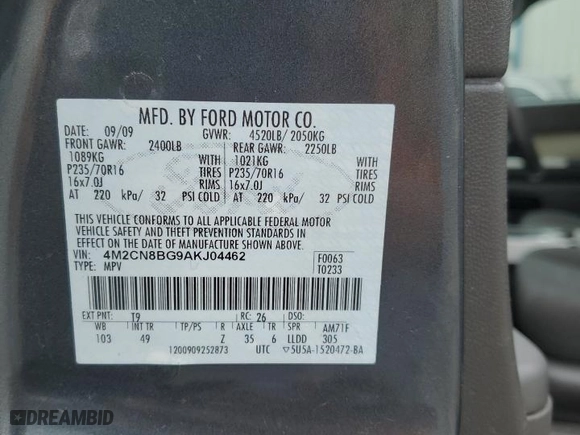 MFD. BY FORD MOTOR CO.
DATE: 09/09 GVWR: 4520LB/ 2050KG
FRONT GAWR: 2400LB REAR GAWR: 2250LB
1089KG WITH 1021KG WITH
P235/70R16 TIRES P235/70R16 TIRES
16x7.0J RIMS 16x7.0J RIMS
AT 220 kPa/ 32 PSI COLD AT 220 kPa/ 32 PSI COLD
THIS VEHICLE CONFORMS TO ALL APPLICABLE FEDERAL MOTOR
VEHICLE SAFETY AND BUMPER AND THEFT PREVENTION STANDARDS IN
EFFECT ON THE DATE OF MANUFACTURE SHOWN ABOVE.
VIN: 4M2CN8BG9AKJ04462 F0063
TYPE: MPV T0233
EXT PNT: T9 RC: 26 DSO:
WB INT TR TP/PS R AXLE TR SPR AM71F
103 49 Z 35 6 LLDD 305
1200909252873 UTC ▽5U5A-1520472-BA
DREAMBID